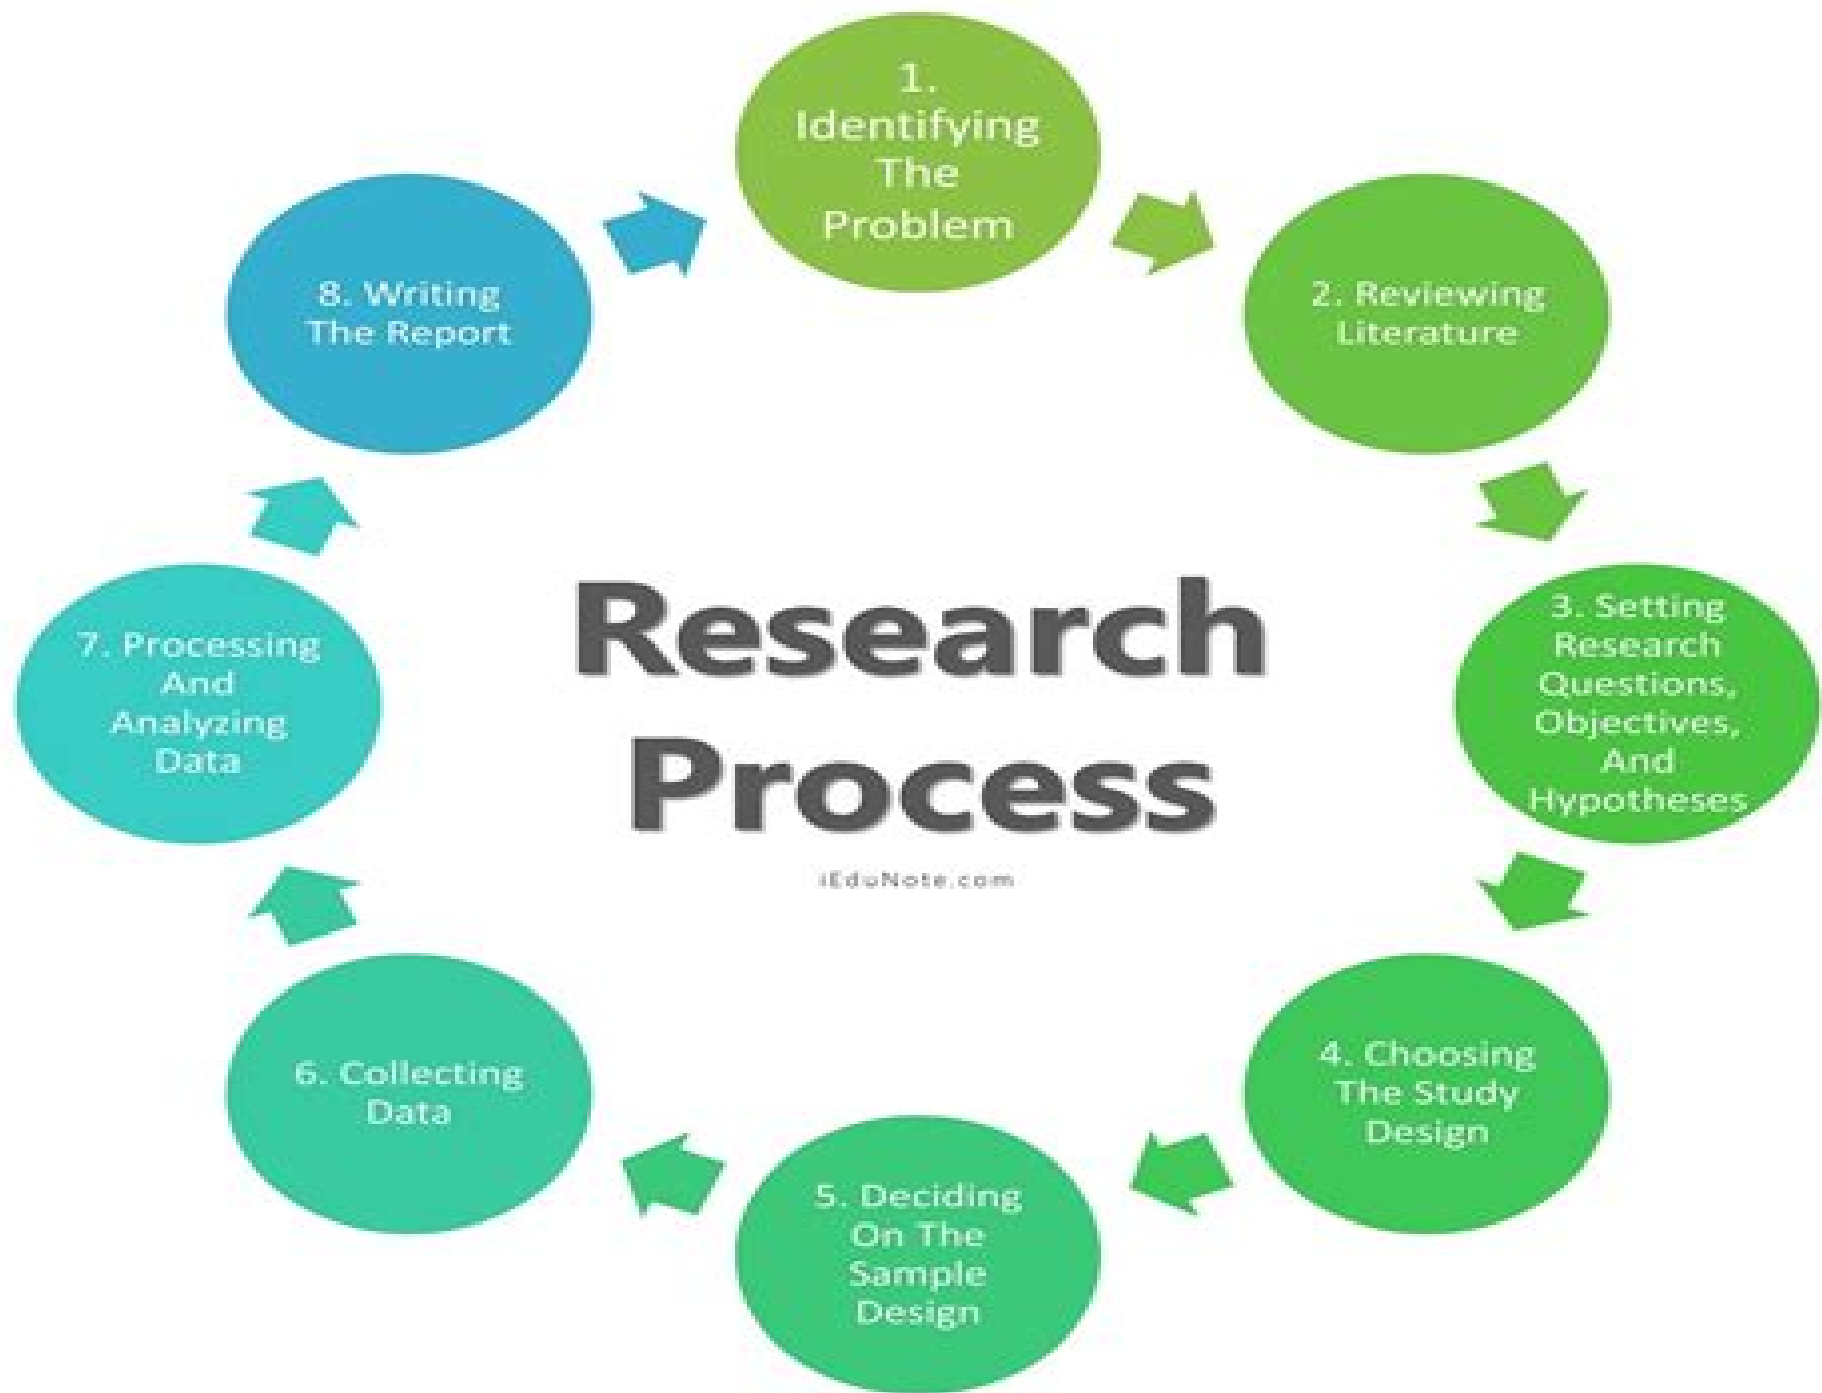 1.
Identifying
The
Problem
2. Reviewing
Literature
3. Setting
Research
Questions,
Objectives,
And
Hypotheses
4. Choosing
The Study
Design
5. Deciding
On The
Sample
Design
6. Collecting
Data
7. Processing
And
Analyzing
Data
8. Writing
The Report
Research
Process
iEduNote.com